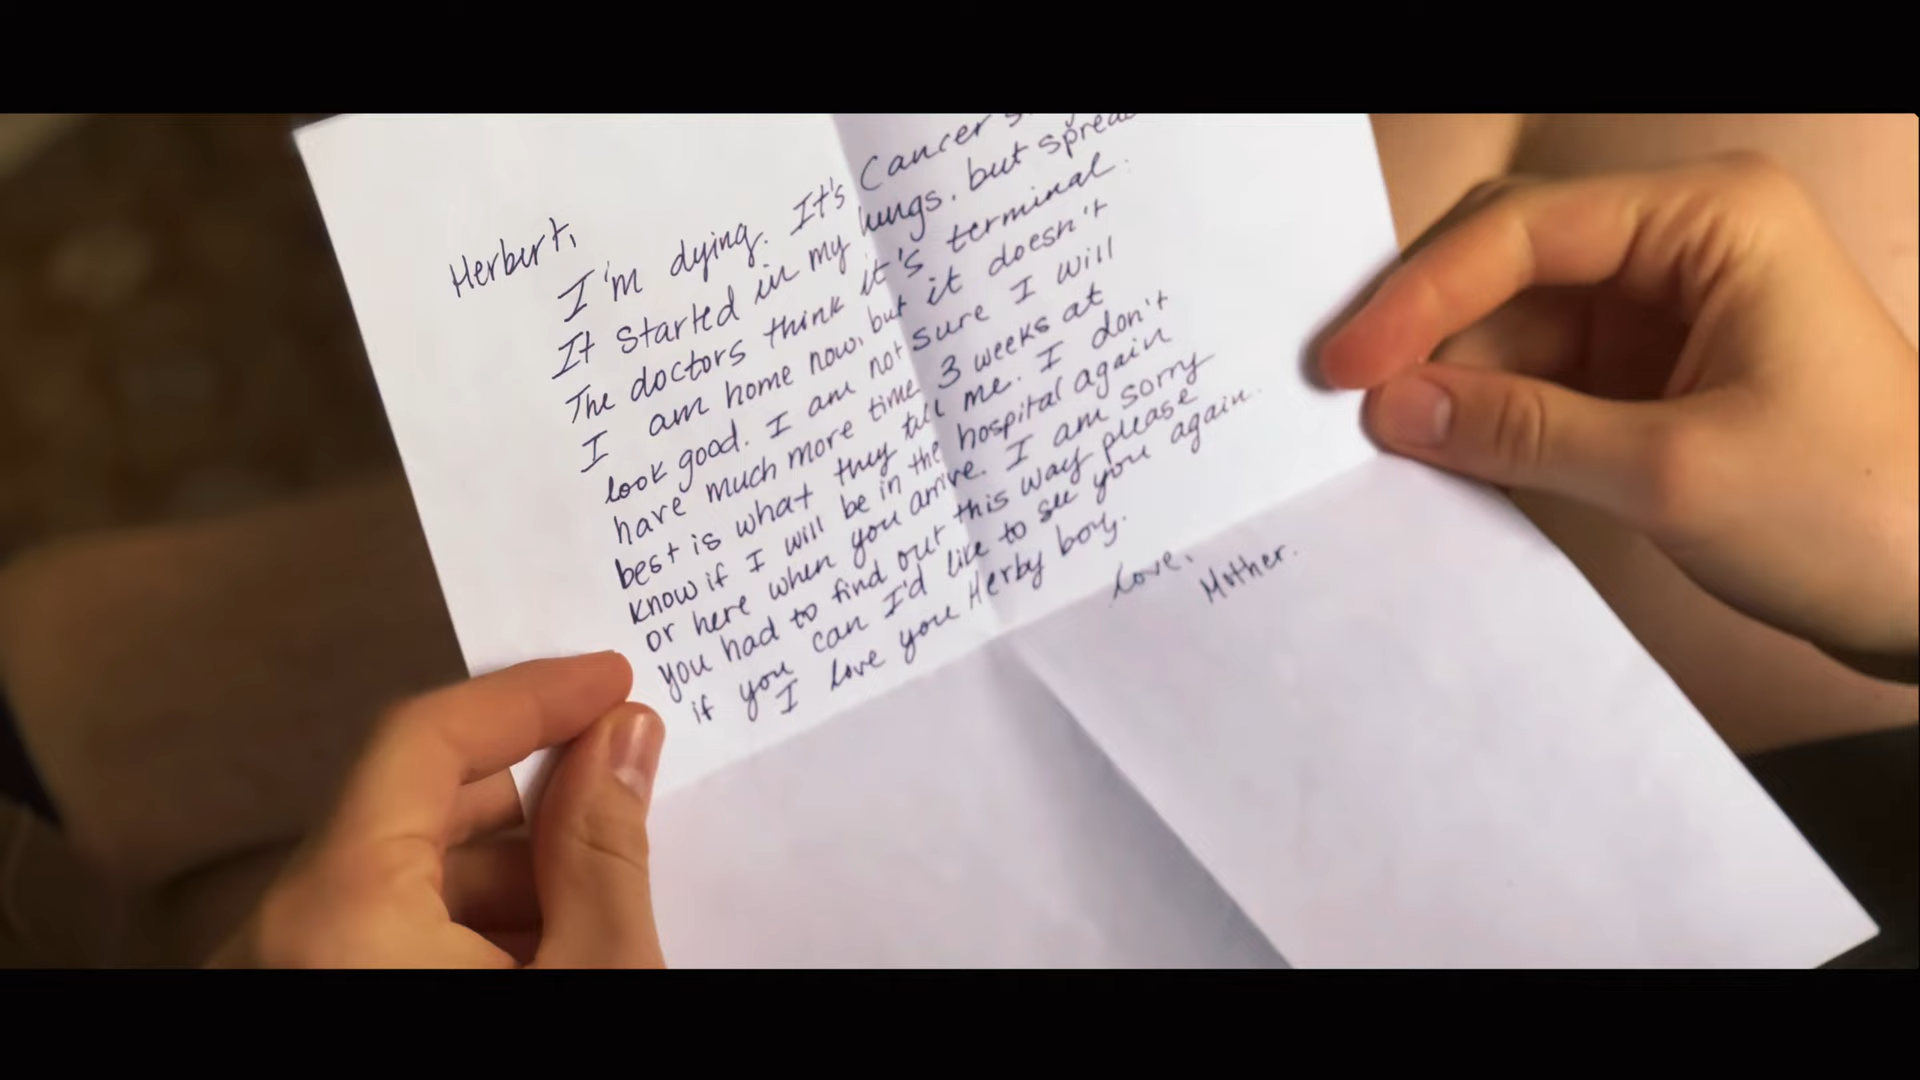 Herbert,
I'm dying. It's Cancer
It started in my lungs. but spread
The doctors think it's terminal.
I am home now, but it doesn't
look good. I am not sure I will
have much more time 3 weeks at
best is what they tell me. I don't
know if I will be in the hospital again
or here when you arrive. I am sorry
you had to find out this way please
if you can I'd like to see you again.
I love you Herby boy.
Love,
Mother.